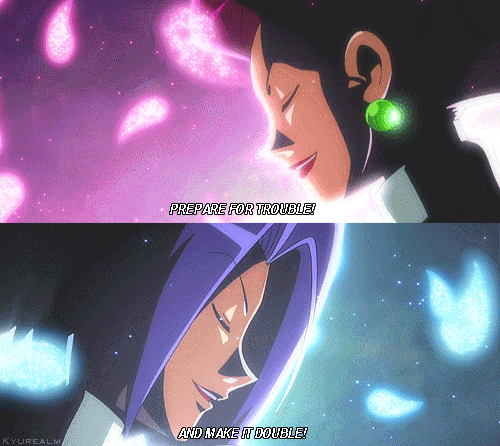 PREPARE FOR TROUBLE!
AND MAKE IT DOUBLE!
KYUREALM